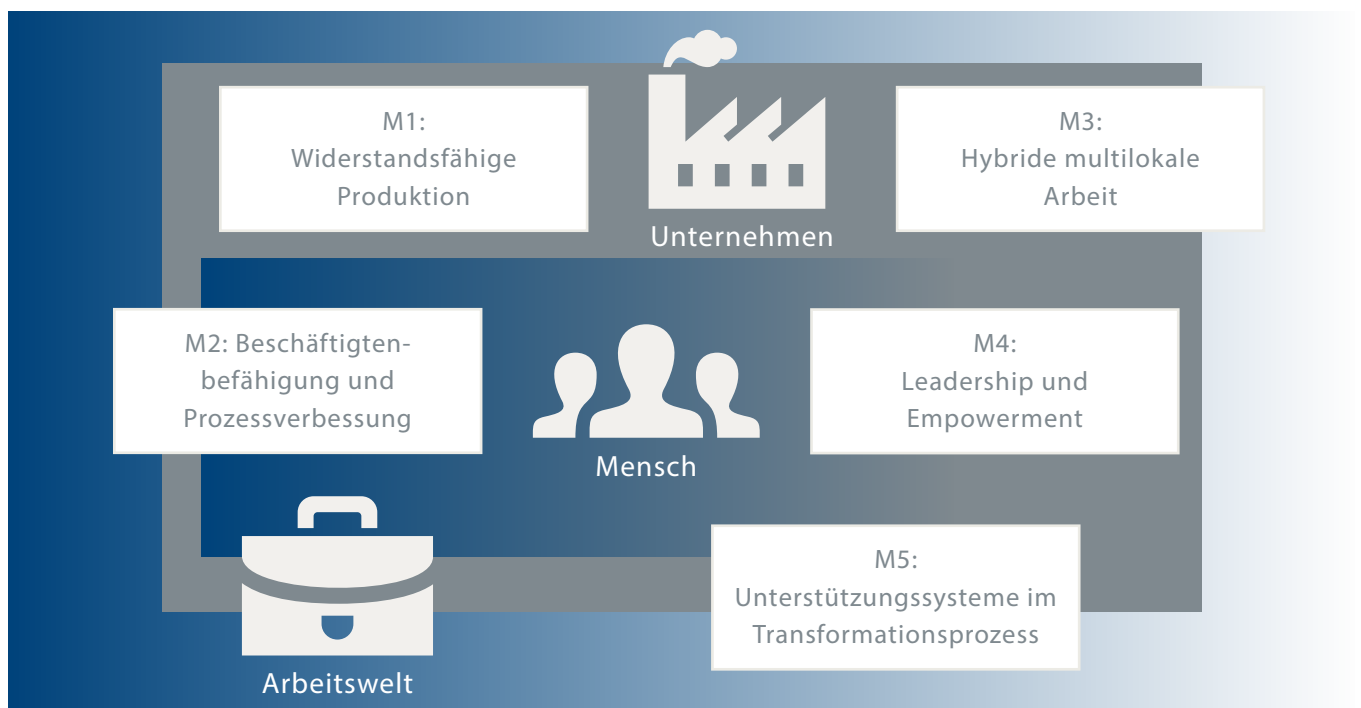 M1:
Widerstandsfähige
Produktion
Unternehmen
M3:
Hybride multilokale
Arbeit
M2: Beschäftigten-
befähigung und
Prozessverbessung
Mensch
M4:
Leadership und
Empowerment
Arbeitswelt
M5:
Unterstützungssysteme im
Transformationsprozess